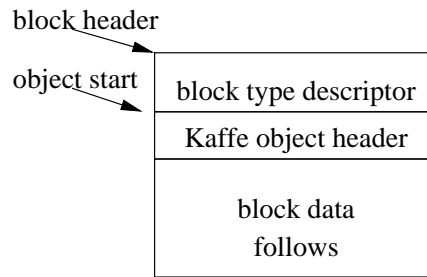 block header
object start
block type descriptor
Kaffe object header
block data
follows